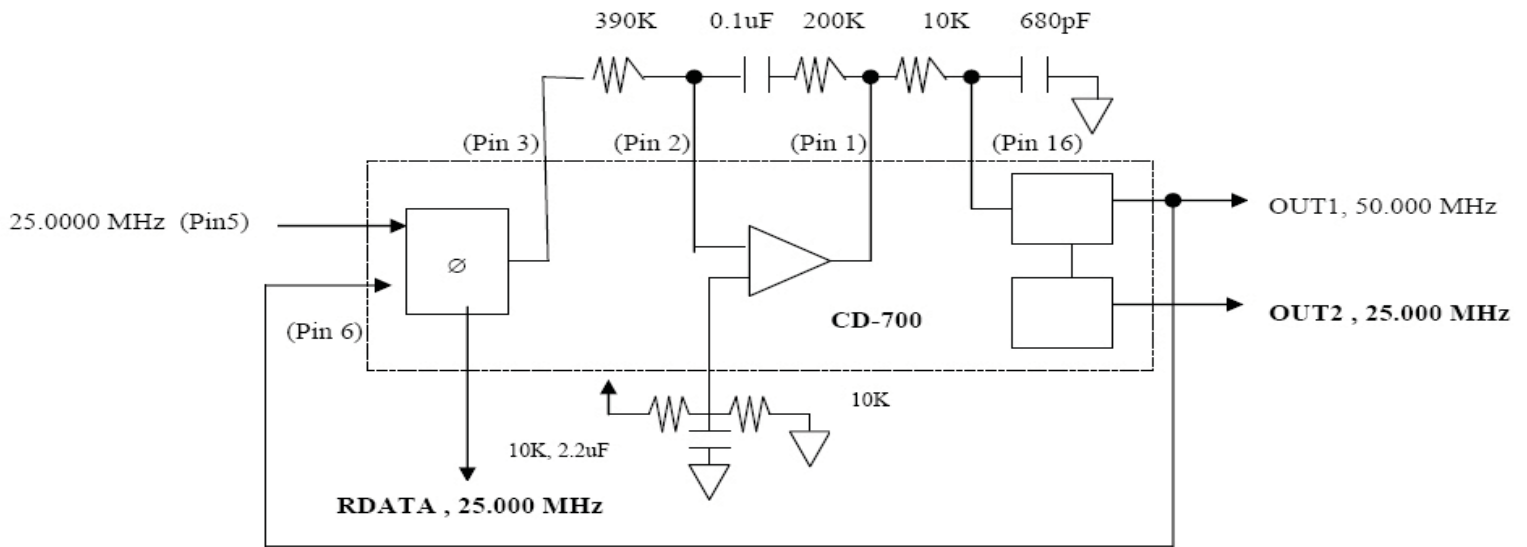 390K 0.1uF 200K 10K 680pF
(Pin 3) (Pin 2) (Pin 1) (Pin 16)
25.0000 MHz (Pin5)
OUT1, 50.000 MHz
∅
(Pin 6)
CD-700
OUT2 , 25.000 MHz
10K
10K, 2.2uF
RDATA , 25.000 MHz